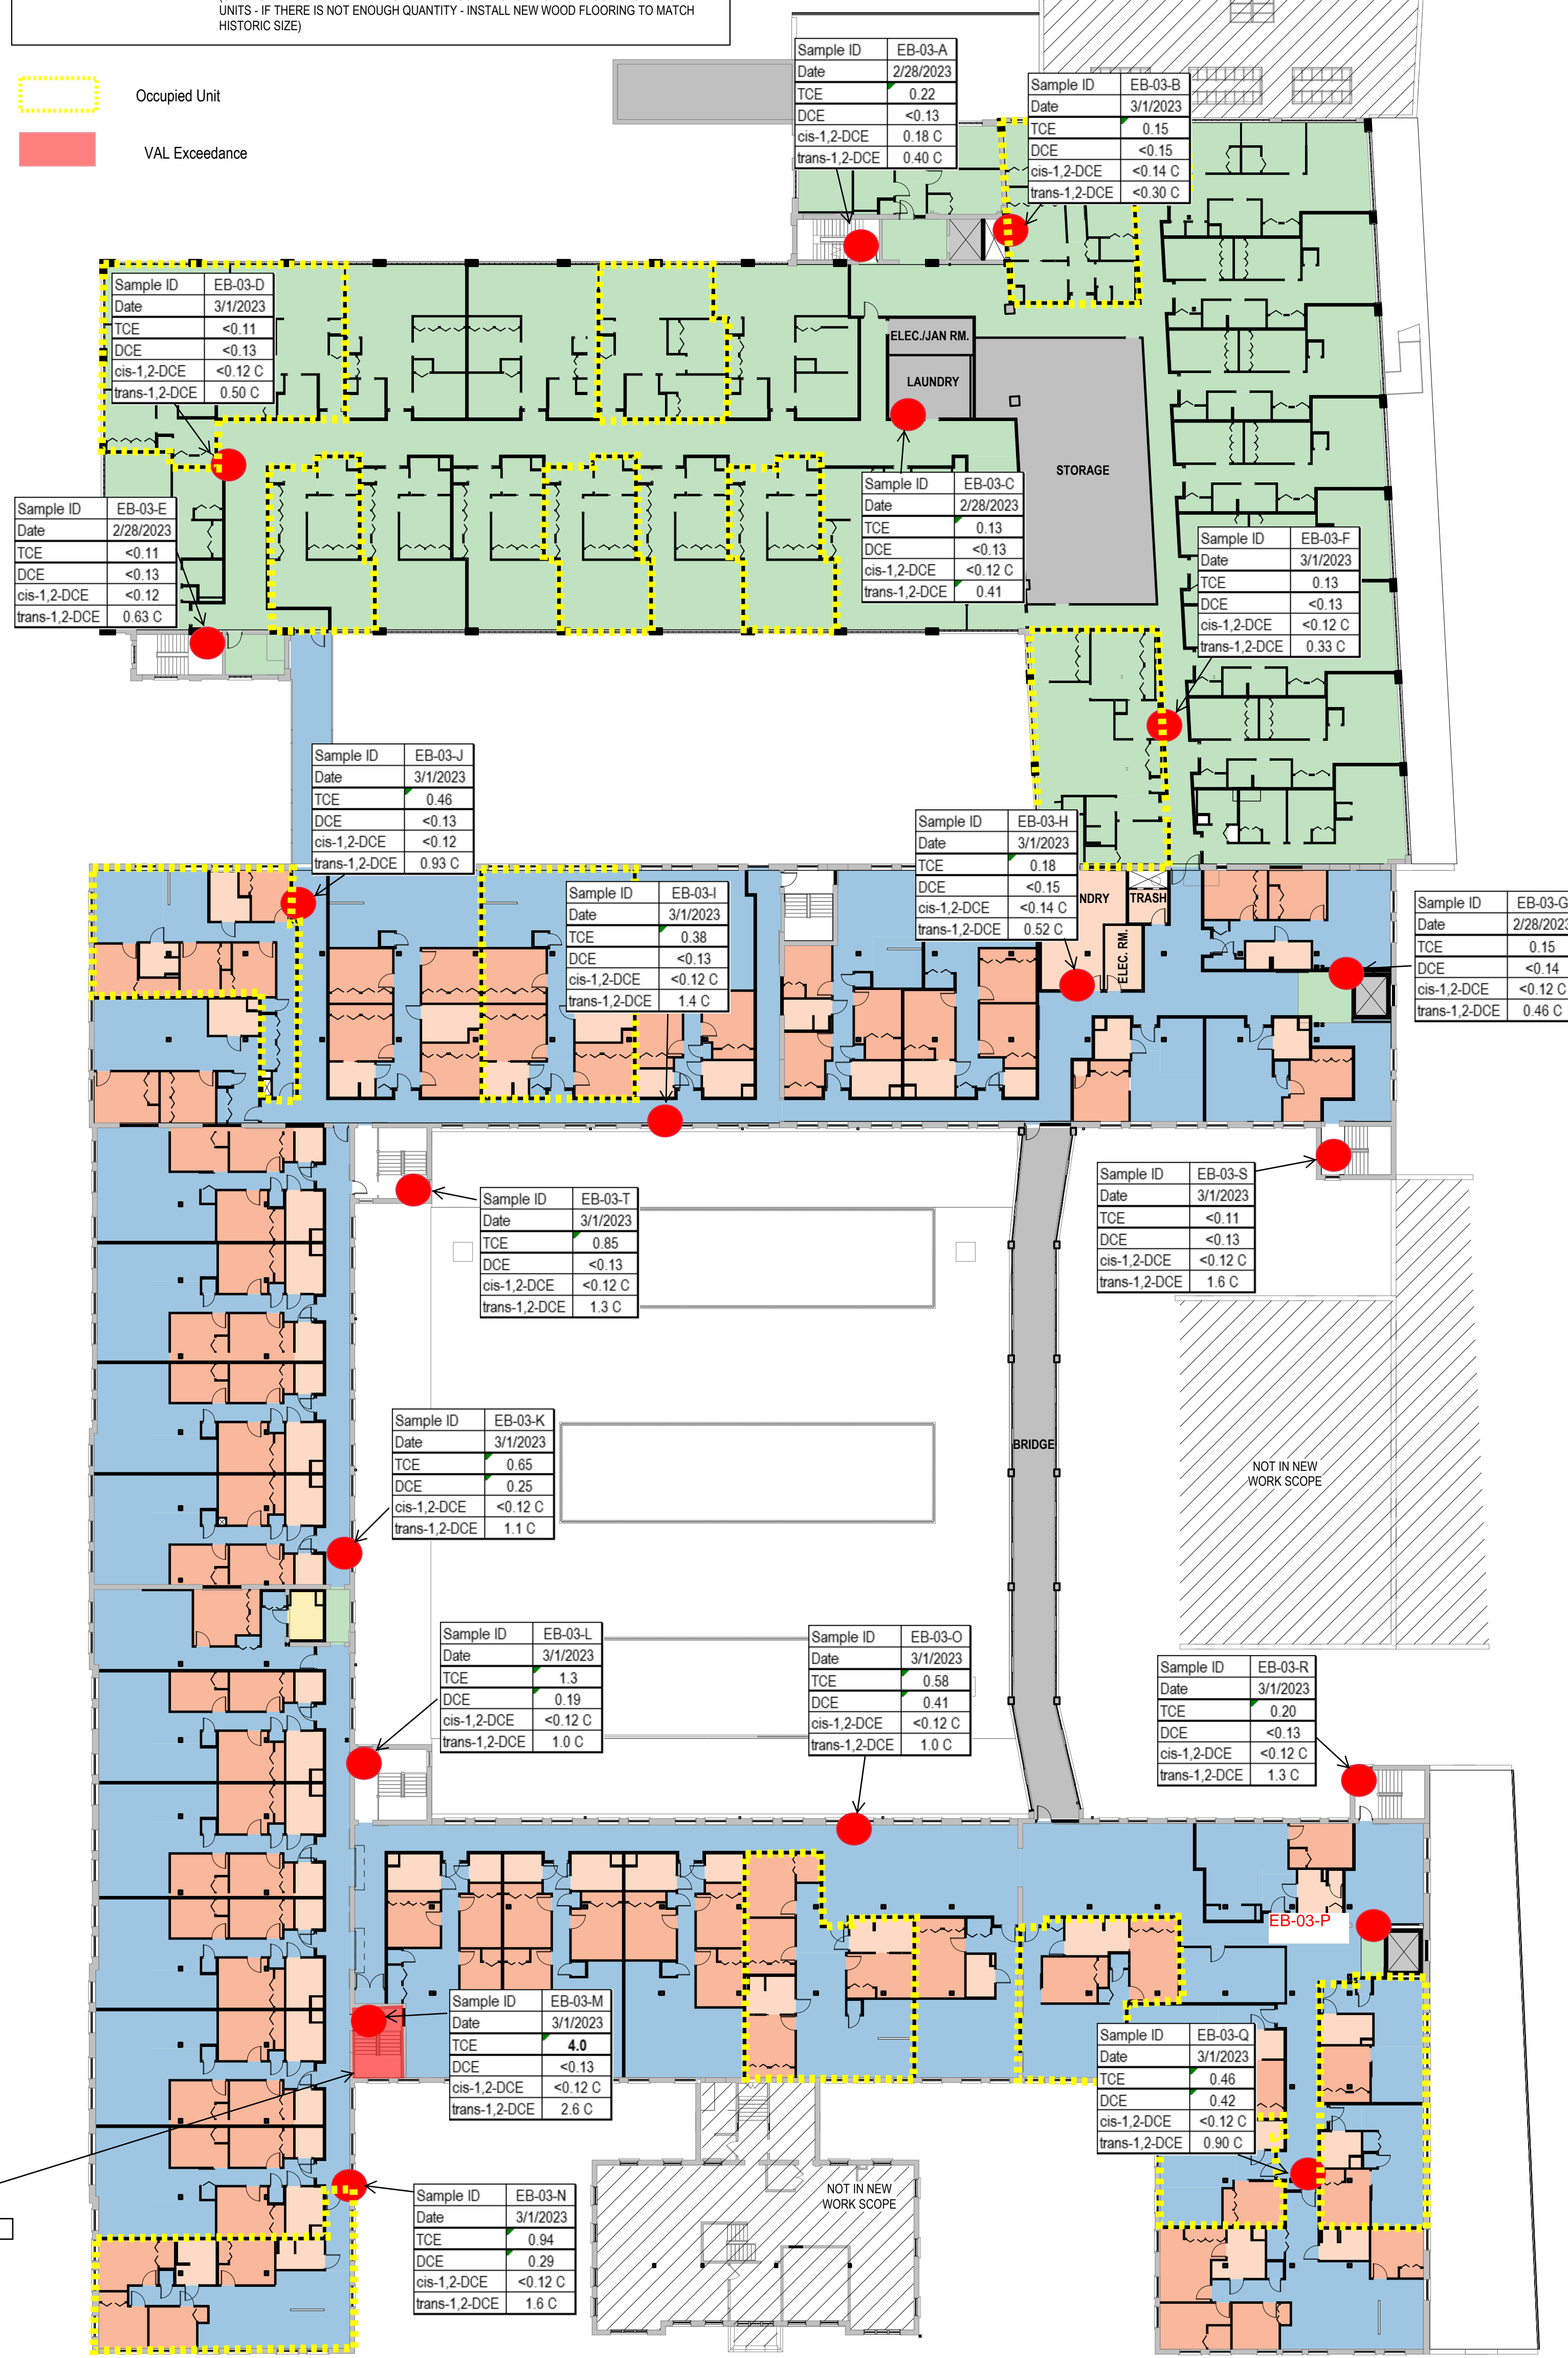 UNITS - IF THERE IS NOT ENOUGH QUANTITY - INSTALL NEW WOOD FLOORING TO MATCH
HISTORIC SIZE)
Occupied Unit
VAL Exceedance
Sample ID EB-03-A
Date 2/28/2023
TCE 0.22
DCE <0.13
cis-1,2-DCE 0.18 C
trans-1,2-DCE 0.40 C
Sample ID EB-03-B
Date 3/1/2023
TCE 0.15
DCE <0.15
cis-1,2-DCE <0.14 C
trans-1,2-DCE <0.30 C
Sample ID EB-03-D
Date 3/1/2023
TCE <0.11
DCE <0.13
cis-1,2-DCE <0.12 C
trans-1,2-DCE 0.50 C
ELEC./JAN RM.
LAUNDRY
STORAGE
Sample ID EB-03-C
Date 2/28/2023
TCE 0.13
DCE <0.13
cis-1,2-DCE <0.12 C
trans-1,2-DCE 0.41
Sample ID EB-03-E
Date 2/28/2023
TCE <0.11
DCE <0.13
cis-1,2-DCE <0.12
trans-1,2-DCE 0.63 C
Sample ID EB-03-F
Date 3/1/2023
TCE 0.13
DCE <0.13
cis-1,2-DCE <0.12 C
trans-1,2-DCE 0.33 C
Sample ID EB-03-J
Date 3/1/2023
TCE 0.46
DCE <0.13
cis-1,2-DCE <0.12
trans-1,2-DCE 0.93 C
Sample ID EB-03-H
Date 3/1/2023
TCE 0.18
DCE <0.15
cis-1,2-DCE <0.14 C
trans-1,2-DCE 0.52 C
NDRY
TRASH
ELEC. RM.
Sample ID EB-03-I
Date 3/1/2023
TCE 0.38
DCE <0.13
cis-1,2-DCE <0.12 C
trans-1,2-DCE 1.4 C
Sample ID EB-03-G
Date 2/28/2023
TCE 0.15
DCE <0.14
cis-1,2-DCE <0.12 C
trans-1,2-DCE 0.46 C
Sample ID EB-03-S
Date 3/1/2023
TCE <0.11
DCE <0.13
cis-1,2-DCE <0.12 C
trans-1,2-DCE 1.6 C
Sample ID EB-03-T
Date 3/1/2023
TCE 0.85
DCE <0.13
cis-1,2-DCE <0.12 C
trans-1,2-DCE 1.3 C
Sample ID EB-03-K
Date 3/1/2023
TCE 0.65
DCE 0.25
cis-1,2-DCE <0.12 C
trans-1,2-DCE 1.1 C
BRIDGE
NOT IN NEW
WORK SCOPE
Sample ID EB-03-L
Date 3/1/2023
TCE 1.3
DCE 0.19
cis-1,2-DCE <0.12 C
trans-1,2-DCE 1.0 C
Sample ID EB-03-O
Date 3/1/2023
TCE 0.58
DCE 0.41
cis-1,2-DCE <0.12 C
trans-1,2-DCE 1.0 C
Sample ID EB-03-R
Date 3/1/2023
TCE 0.20
DCE <0.13
cis-1,2-DCE <0.12 C
trans-1,2-DCE 1.3 C
EB-03-P
Sample ID EB-03-M
Date 3/1/2023
TCE 4.0
DCE <0.13
cis-1,2-DCE <0.12 C
trans-1,2-DCE 2.6 C
Sample ID EB-03-Q
Date 3/1/2023
TCE 0.46
DCE 0.42
cis-1,2-DCE <0.12 C
trans-1,2-DCE 0.90 C
NOT IN NEW
WORK SCOPE
Sample ID EB-03-N
Date 3/1/2023
TCE 0.94
DCE 0.29
cis-1,2-DCE <0.12 C
trans-1,2-DCE 1.6 C